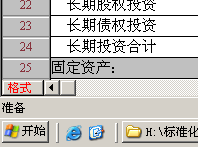 22 长期股权投资
23 长期债权投资
24 长期投资合计
25 固定资产：
格式
准备
开始 H:\标准化